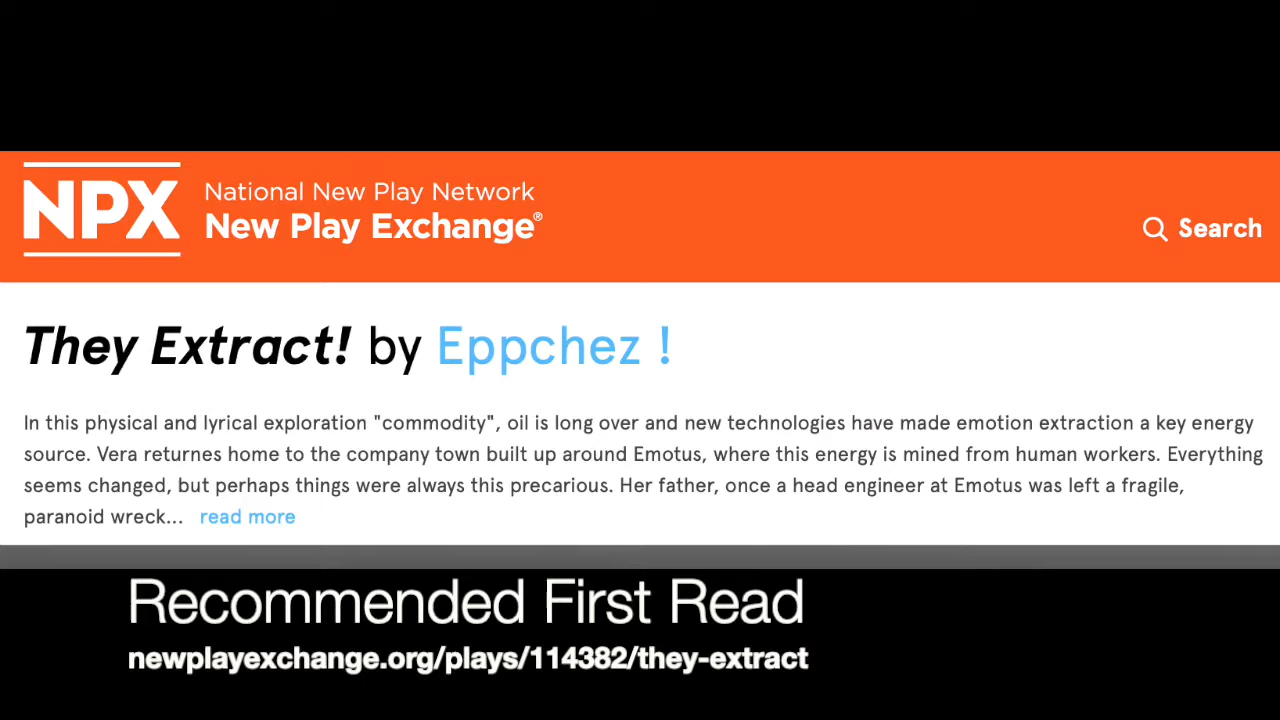 NPX
National New Play Network
New Play Exchange®
Search
They Extract! by Eppchez !
In this physical and lyrical exploration "commodity", oil is long over and new technologies have made emotion extraction a key energy
source. Vera returnes home to the company town built up around Emotus, where this energy is mined from human workers. Everything
seems changed, but perhaps things were always this precarious. Her father, once a head engineer at Emotus was left a fragile,
paranoid wreck... read more
Recommended First Read
newplayexchange.org/plays/114382/they-extract